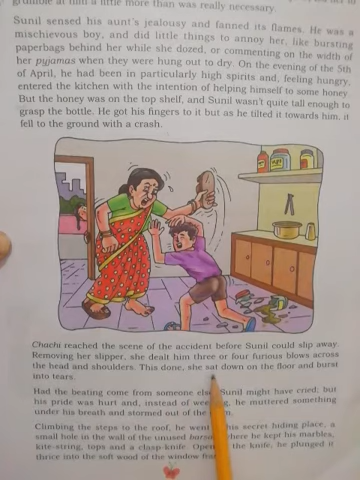 grumble at him a little more than was really necessary.
Sunil sensed his aunt's jealousy and fanned its flames. He was a
mischievous boy, and did little things to annoy her, like bursting
paperbags behind her while she dozed, or commenting on the width of
her pyjamas when they were hung out to dry. On the evening of the 5th
of April, he had been in particularly high spirits and, feeling hungry,
entered the kitchen with the intention of helping himself to some honey.
But the honey was on the top shelf, and Sunil wasn't quite tall enough to
grasp the bottle. He got his fingers to it but as he tilted it towards him, it
fell to the ground with a crash.
Chachi reached the scene of the accident before Sunil could slip away.
Removing her slipper, she dealt him three or four furious blows across
the head and shoulders. This done, she sat down on the floor and burst
into tears.
Had the beating come from someone else, Sunil might have cried; but
his pride was hurt and, instead of he muttered something
under his breath and stormed out of the
Climbing the steps to the roof, he went his secret hiding place, a
small hole in the wall of the unused where he kept his marbles,
kite-string, tops and a clasp-knife. the knife, he plunged it
thrice into the soft wood of the window